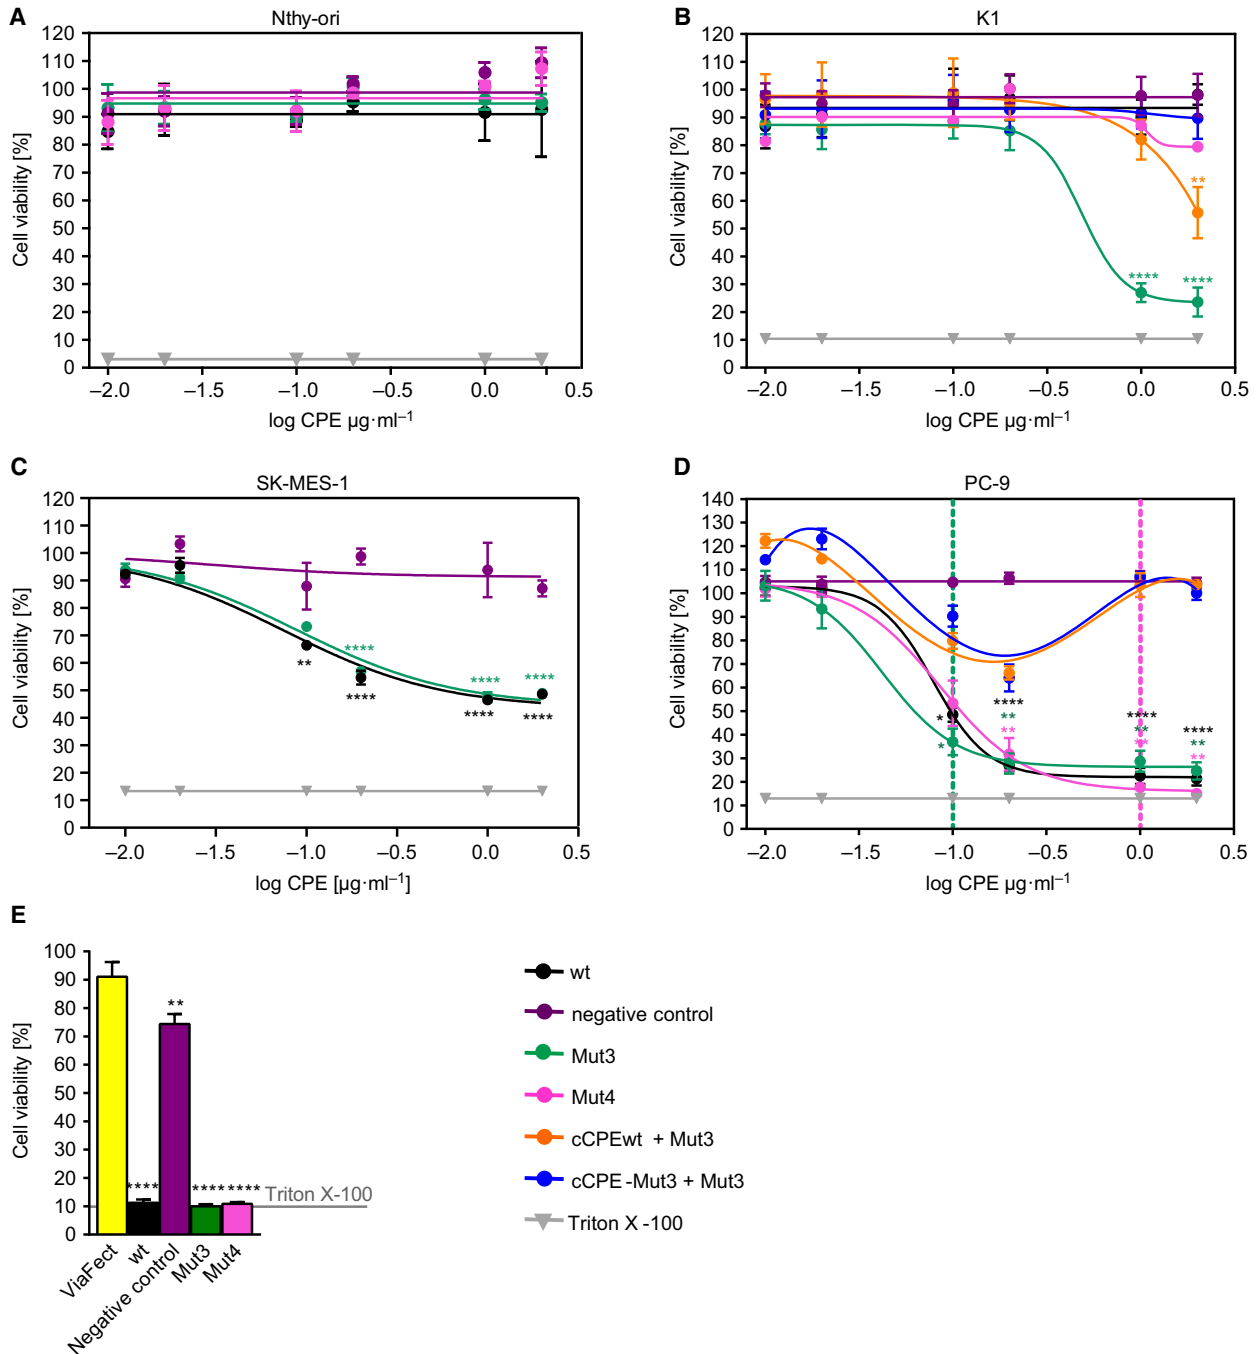 A
Nthy-ori
120
110
100
90
80
70
60
50
40
30
20
10
0
Cell viability [%]
–2.0 –1.5 –1.0 –0.5 0.0 0.5
log CPE µg·ml–1
B
K1
120
110
100
90
80
70
60
50
40
30
20
10
0
Cell viability [%]
**
**** ****
–2.0 –1.5 –1.0 –0.5 0.0 0.5
log CPE µg·ml–1
C
SK-MES-1
120
100
90
80
70
60
50
40
30
20
10
0
Cell viability [%]
**** **** ****
** **** **** ****
–2.0 –1.5 –1.0 –0.5 0.0 0.5
log CPE [µg·ml–1]
D
PC-9
140
130
120
110
100
90
80
70
60
50
40
30
20
10
0
Cell viability [%]
* **** **** ****
* ** ** **
** ** **
–2.0 –1.5 –1.0 –0.5 0.0 0.5
log CPE µg·ml–1
E
100
90
80
70
60
50
40
30
20
10
0
Cell viability [%]
**
**** **** ****
Triton X-100
ViaFect
wt
Negative control
Mut3
Mut4
wt
negative control
Mut3
Mut4
cCPEwt + Mut3
cCPE-Mut3 + Mut3
Triton X-100